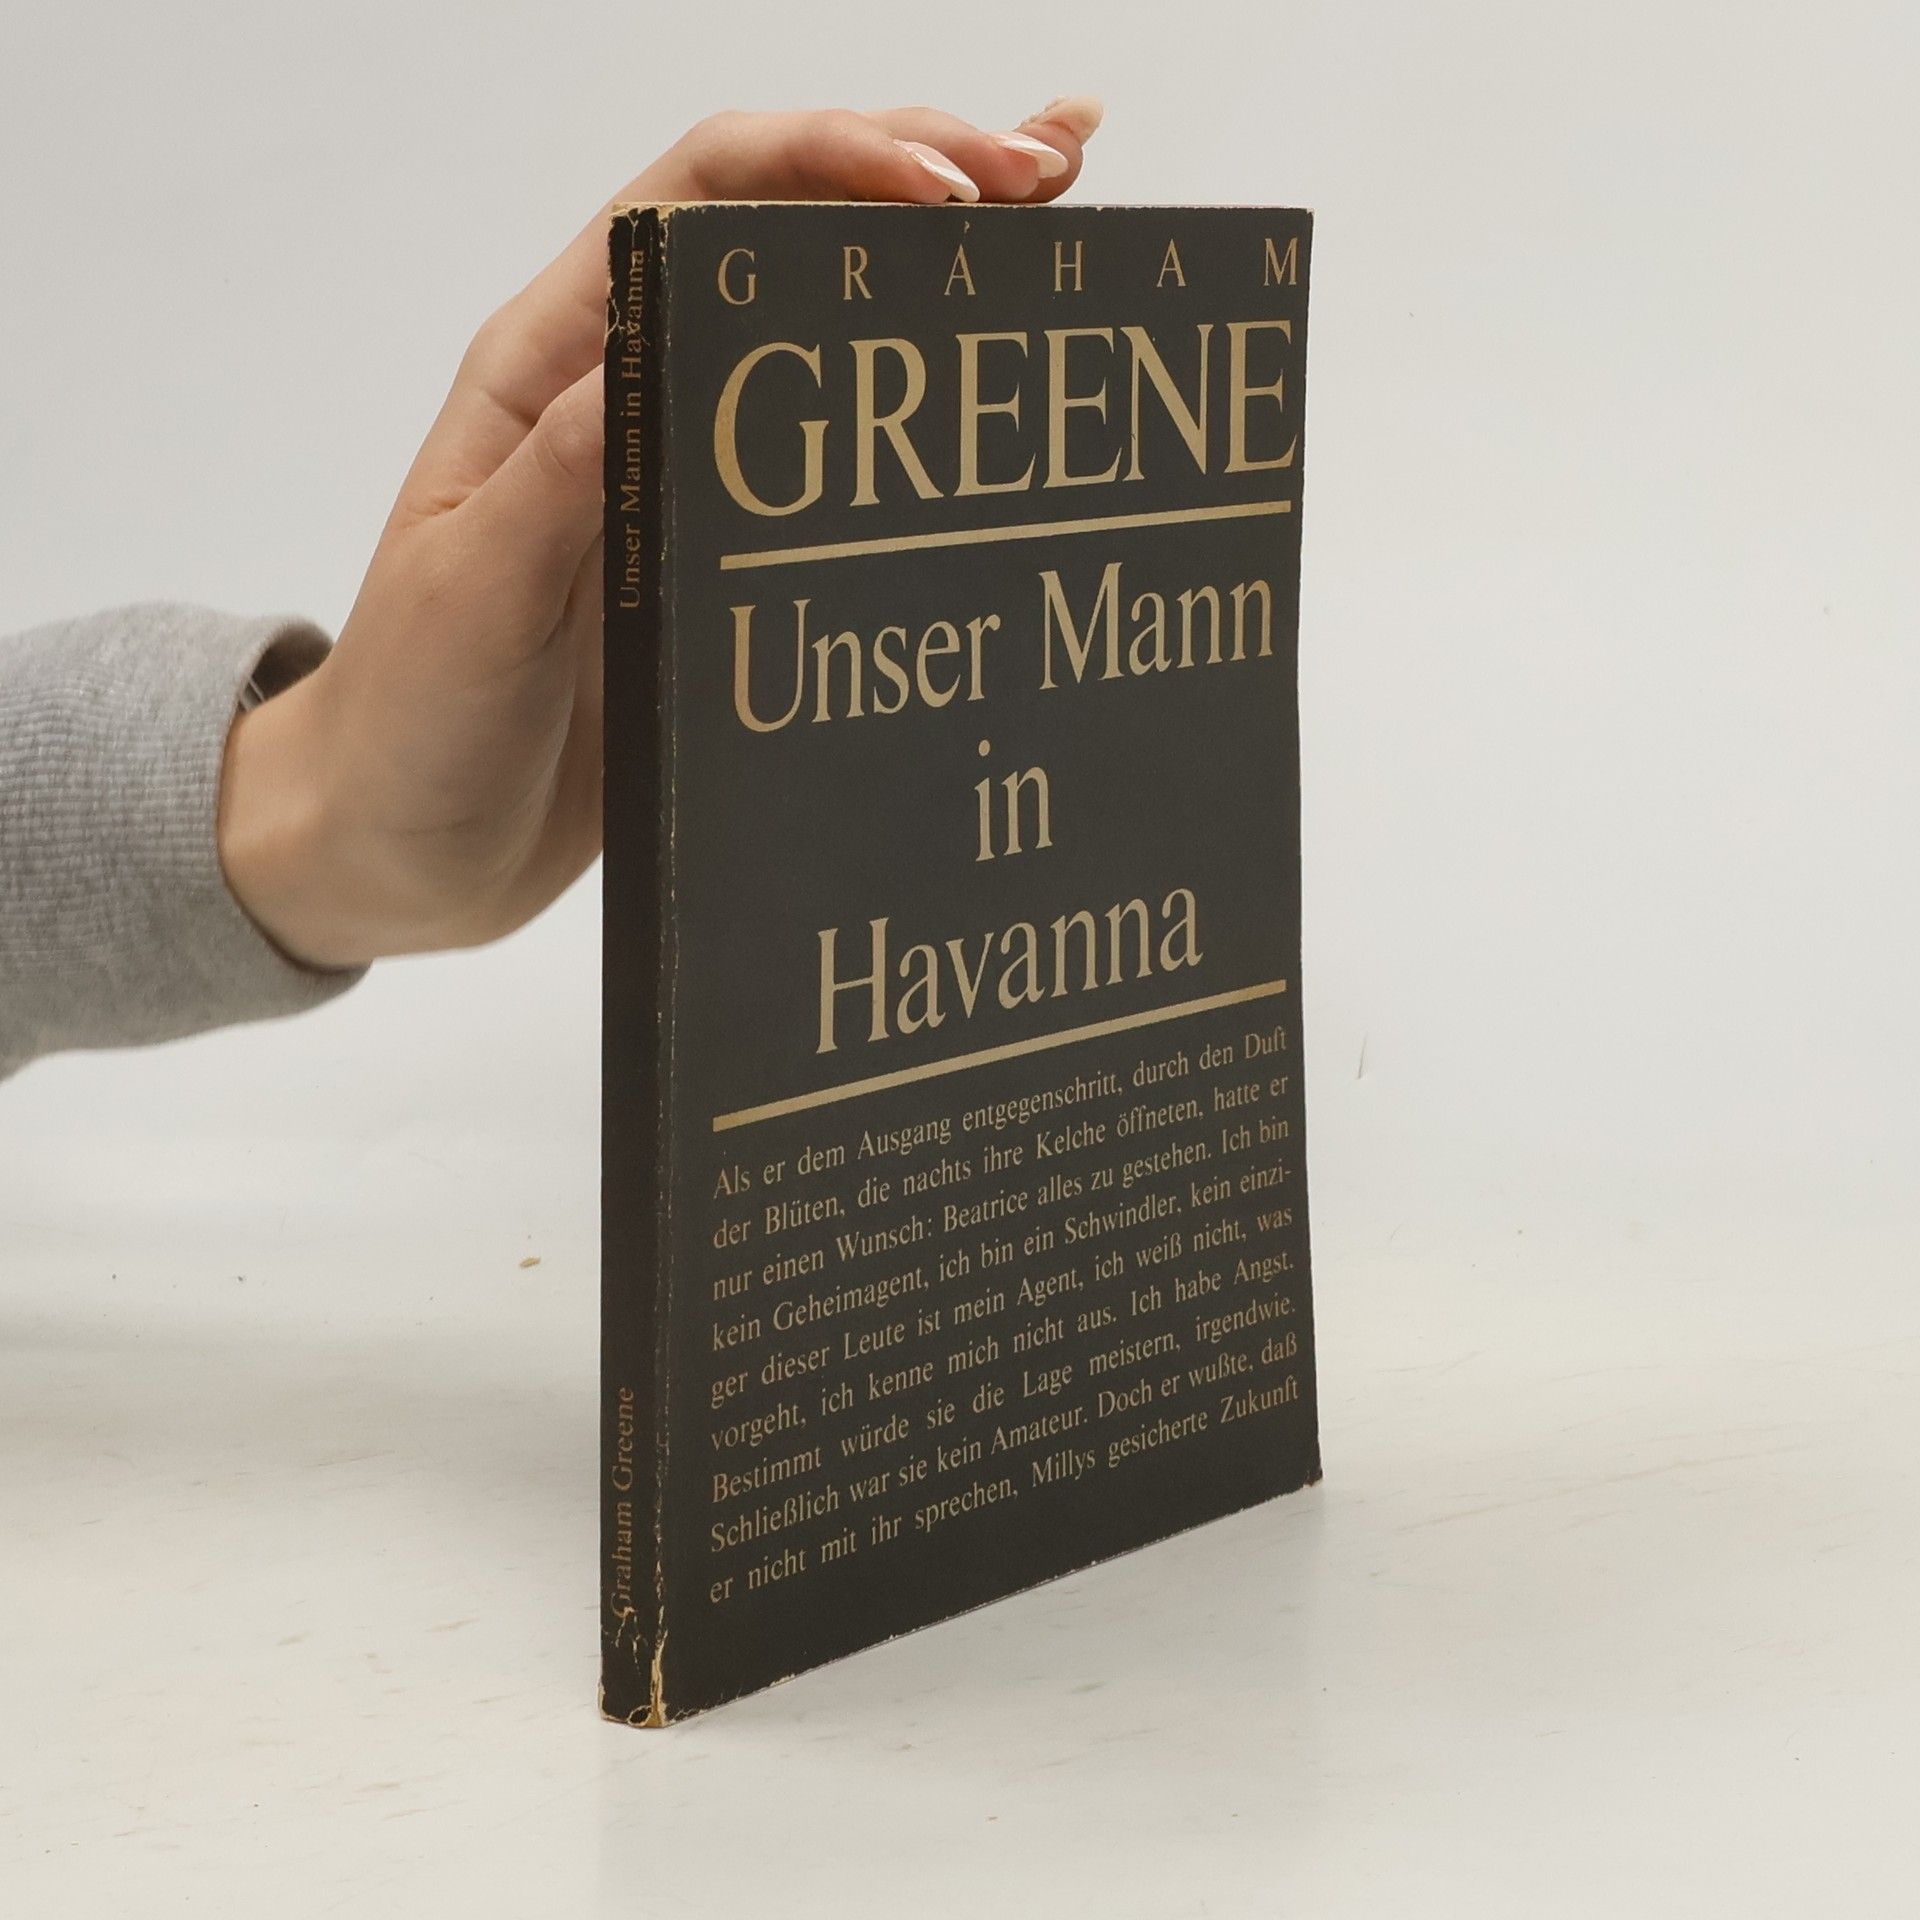 GRAHAM
GREENE
Unser Mann
in
Havanna
Als er dem Ausgang entgegenschritt, durch den Duft
der Blüten, die nachts ihre Kelche öffneten, hatte er
nur einen Wunsch: Beatrice alles zu gestehen. Ich bin
kein Geheimagent, ich bin ein Schwindler, kein einzi-
ger dieser Leute ist mein Agent, ich weiß nicht, was
vorgeht, ich kenne mich nicht aus. Ich habe Angst.
Bestimmt würde sie die Lage meistern, irgendwie.
Schließlich war sie kein Amateur. Doch er wußte, daß
er nicht mit ihr sprechen, Millys gesicherte Zukunft
Unser Mann in Havanna
Graham Greene